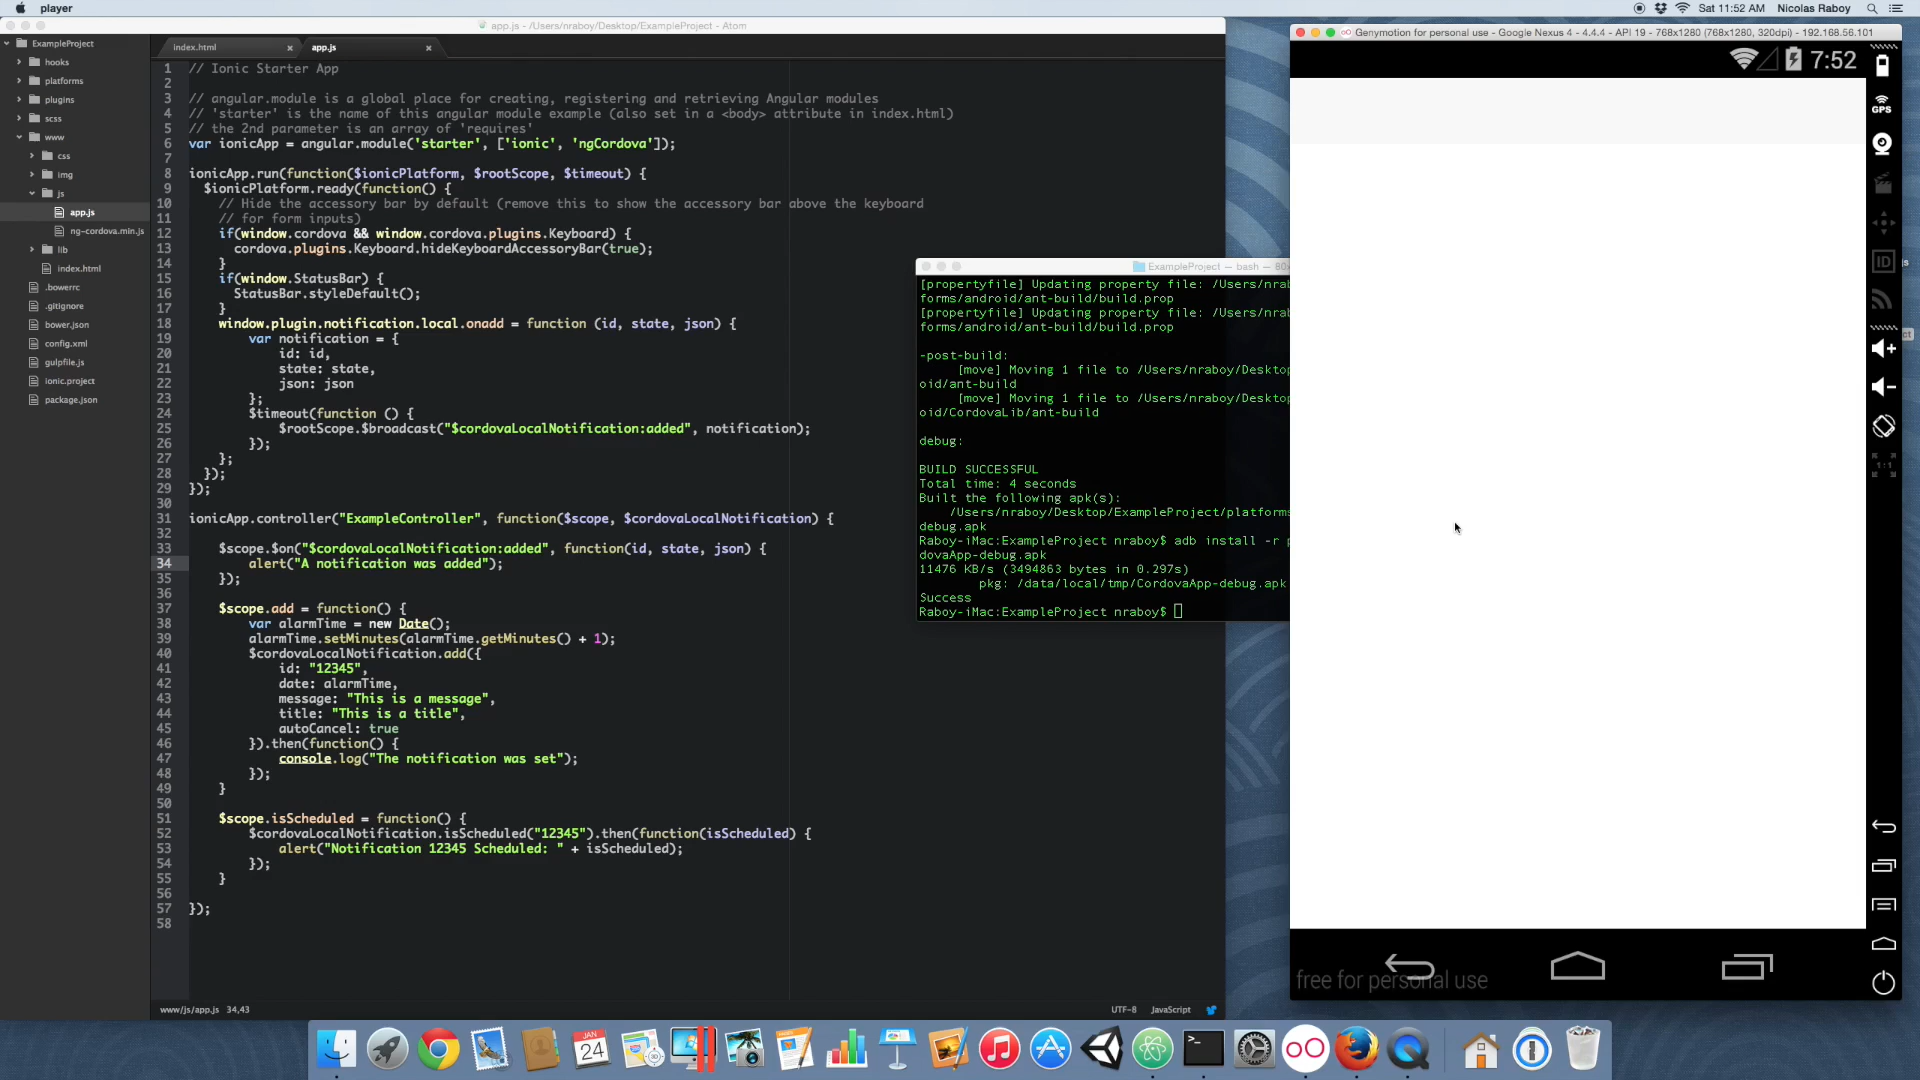 player
Sat 11:52 AM Nicolas Raboy
app.js - /Users/nraboy/Desktop/ExampleProject - Atom
ExampleProject
hooks
platforms
plugins
scss
www
css
img
js
app.js
ng-cordova.min.js
lib
index.html
.bowerrc
.gitignore
bower.json
config.xml
gulpfile.js
ionic.project
package.json
index.html
app.js
1 // Ionic Starter App
2
3 // angular.module is a global place for creating, registering and retrieving Angular modules
4 // 'starter' is the name of this angular module example (also set in a <body> attribute in index.html)
5 // the 2nd parameter is an array of 'requires'
6 var ionicApp = angular.module('starter', ['ionic', 'ngCordova']);
7
8 ionicApp.run(function($ionicPlatform, $rootScope, $timeout) {
9 $ionicPlatform.ready(function() {
10 // Hide the accessory bar by default (remove this to show the accessory bar above the keyboard
11 // for form inputs)
12 if(window.cordova && window.cordova.plugins.Keyboard) {
13 cordova.plugins.Keyboard.hideKeyboardAccessoryBar(true);
14 }
15 if(window.StatusBar) {
16 StatusBar.styleDefault();
17 }
18 window.plugin.notification.local.onadd = function (id, state, json) {
19 var notification = {
20 id: id,
21 state: state,
22 json: json
23 };
24 $timeout(function () {
25 $rootScope.$broadcast("$cordovaLocalNotification:added", notification);
26 });
27 };
28 });
29 });
30
31 ionicApp.controller("ExampleController", function($scope, $cordovaLocalNotification) {
32
33 $scope.$on("$cordovaLocalNotification:added", function(id, state, json) {
34 alert("A notification was added");
35 });
36
37 $scope.add = function() {
38 var alarmTime = new Date();
39 alarmTime.setMinutes(alarmTime.getMinutes() + 1);
40 $cordovaLocalNotification.add({
41 id: "12345",
42 date: alarmTime,
43 message: "This is a message",
44 title: "This is a title",
45 autoCancel: true
46 }).then(function() {
47 console.log("The notification was set");
48 });
49 }
50
51 $scope.isScheduled = function() {
52 $cordovaLocalNotification.isScheduled("12345").then(function(isScheduled) {
53 alert("Notification 12345 Scheduled: " + isScheduled);
54 });
55 }
56
57 });
58
www/js/app.js 34,43
UTF-8 JavaScript
ExampleProject — bash — 80
[propertyfile] Updating property file: /Users/nrab
forms/android/ant-build/build.prop
[propertyfile] Updating property file: /Users/nrab
forms/android/ant-build/build.prop
-post-build:
[move] Moving 1 file to /Users/nraboy/Deskto
oid/ant-build
[move] Moving 1 file to /Users/nraboy/Deskto
oid/CordovaLib/ant-build
debug:
BUILD SUCCESSFUL
Total time: 4 seconds
Built the following apk(s):
/Users/nraboy/Desktop/ExampleProject/platforms
debug.apk
Raboy-iMac:ExampleProject nraboy$ adb install -r p
dovaApp-debug.apk
11476 KB/s (3494863 bytes in 0.297s)
pkg: /data/local/tmp/CordovaApp-debug.apk
Success
Raboy-iMac:ExampleProject nraboy$
Genymotion for personal use - Google Nexus 4 - 4.4.4 - API 19 - 768x1280 (768x1280, 320dpi) - 192.168.56.101
7:52
GPS
ID
1:1
free for personal use
JAN
24